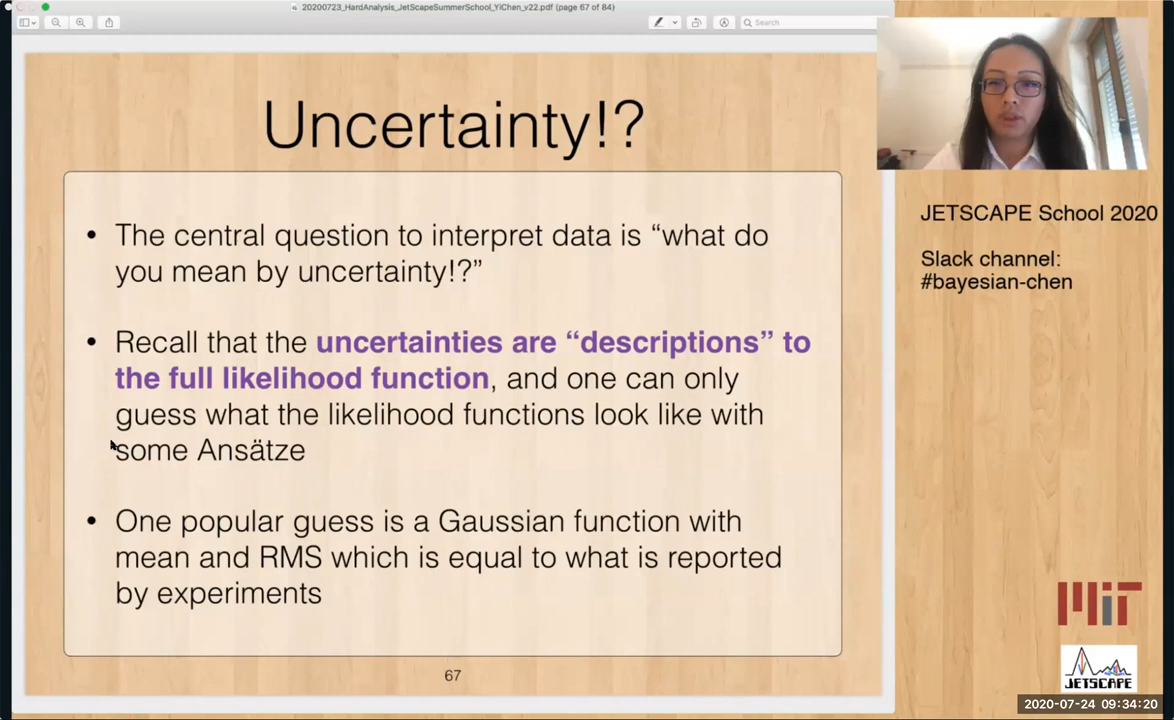 20200723_HardAnalysis_JetScapeSummerSchool_YiChen_v22.pdf (page 67 of 84)
Search
Uncertainty!?
• The central question to interpret data is “what do
you mean by uncertainty!?”
• Recall that the uncertainties are “descriptions” to
the full likelihood function, and one can only
guess what the likelihood functions look like with
some Ansätze
• One popular guess is a Gaussian function with
mean and RMS which is equal to what is reported
by experiments
67
JETSCAPE School 2020
Slack channel:
#bayesian-chen
MIT
JETSCAPE
2020-07-24 09:34:20